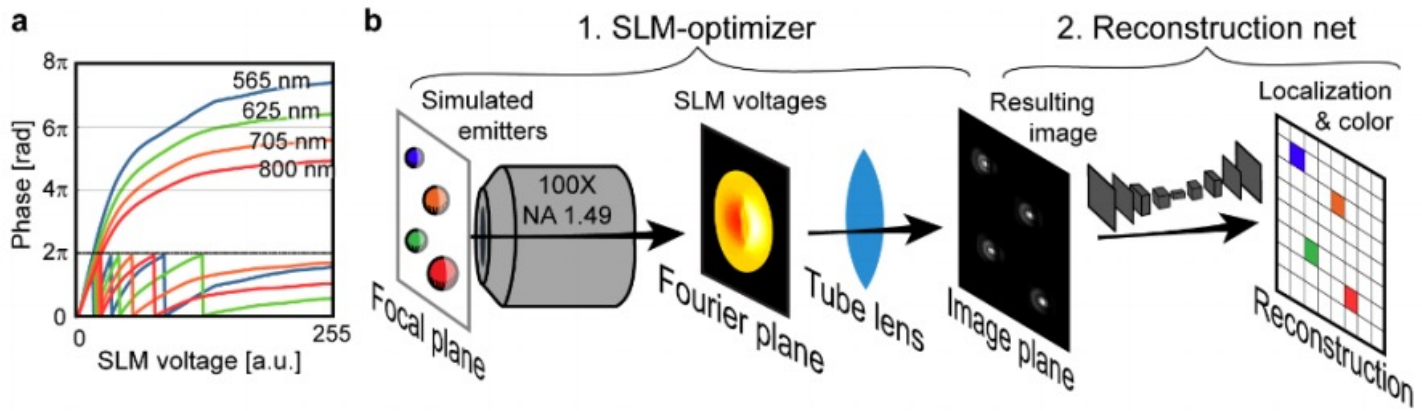 a
8π
6π
4π
2π
0
Phase [rad]
565 nm
625 nm
705 nm
800 nm
0
255
SLM voltage [a.u.]
b
1. SLM-optimizer
2. Reconstruction net
Simulated
emitters
SLM voltages
Resulting
image
Localization
& color
100X
NA 1.49
Focal plane
Fourier plane
Tube lens
Image plane
Reconstruction